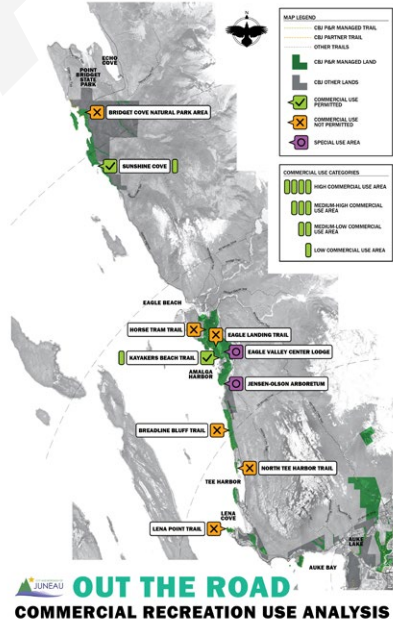 N
MAP LEGEND
CBJ P&R MANAGED TRAIL
CBJ PARTNER TRAIL
OTHER TRAILS
CBJ P&R MANAGED LAND
CBJ OTHER LANDS
COMMERCIAL USE
PERMITTED
COMMERCIAL USE
NOT PERMITTED
SPECIAL USE AREA
COMMERCIAL USE CATEGORIES
HIGH COMMERCIAL USE AREA
MEDIUM-HIGH COMMERCIAL
USE AREA
MEDIUM-LOW COMMERCIAL
USE AREA
LOW COMMERCIAL USE AREA
ECHO
COVE
POINT
BRIDGET
STATE
PARK
BRIDGET COVE NATURAL PARK AREA
SUNSHINE COVE
EAGLE BEACH
HORSE TRAM TRAIL
EAGLE LANDING TRAIL
EAGLE VALLEY CENTER LODGE
KAYAKERS BEACH TRAIL
AMALGA
HARBOR
JENSEN-OLSON ARBORETUM
BREADLINE BLUFF TRAIL
NORTH TEE HARBOR TRAIL
TEE HARBOR
LENA
COVE
LENA POINT TRAIL
AUKE
LAKE
AUKE BAY
JUNEAU
OUT THE ROAD
COMMERCIAL RECREATION USE ANALYSIS